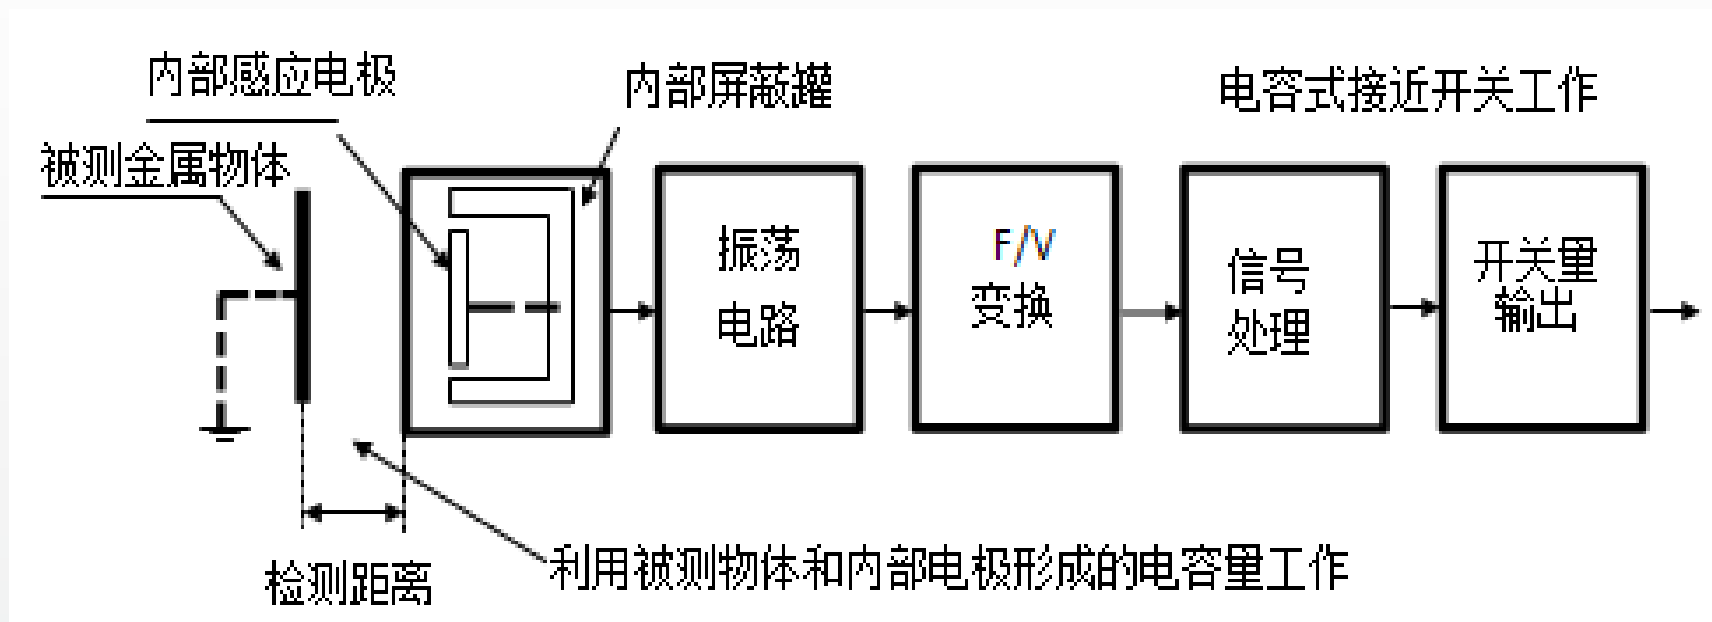 内部感应电极
内部屏蔽罐
电容式接近开关工作
被测金属物体
振荡
电路
F/V
变换
信号
处理
开关量
输出
检测距离
利用被测物体和内部电极形成的电容量工作